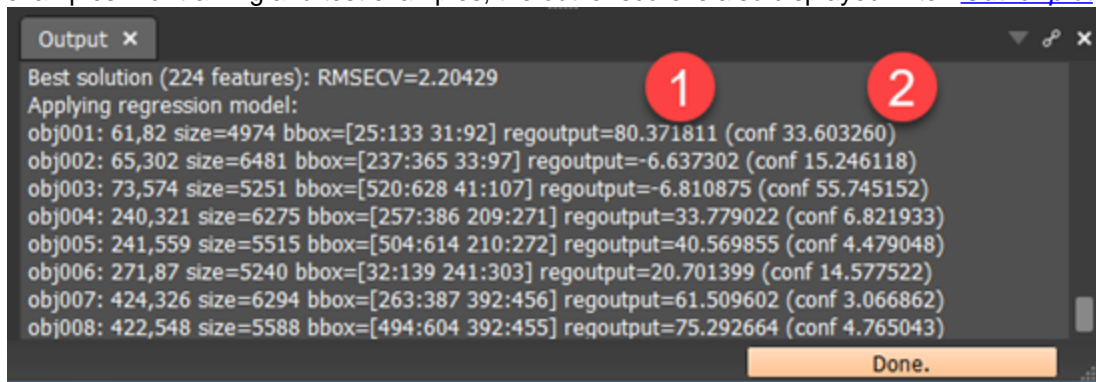 Output ×
Best solution (224 features): RMSECV=2.20429
1
2
Applying regression model:
obj001: 61,82 size=4974 bbox=[25:133 31:92] regoutput=80.371811 (conf 33.603260)
obj002: 65,302 size=6481 bbox=[237:365 33:97] regoutput=-6.637302 (conf 15.246118)
obj003: 73,574 size=5251 bbox=[520:628 41:107] regoutput=-6.810875 (conf 55.745152)
obj004: 240,321 size=6275 bbox=[257:386 209:271] regoutput=33.779022 (conf 6.821933)
obj005: 241,559 size=5515 bbox=[504:614 210:272] regoutput=40.569855 (conf 4.479048)
obj006: 271,87 size=5240 bbox=[32:139 241:303] regoutput=20.701399 (conf 14.577522)
obj007: 424,326 size=6294 bbox=[263:387 392:456] regoutput=61.509602 (conf 3.066862)
obj008: 422,548 size=5588 bbox=[494:604 392:455] regoutput=75.292664 (conf 4.765043)
Done.